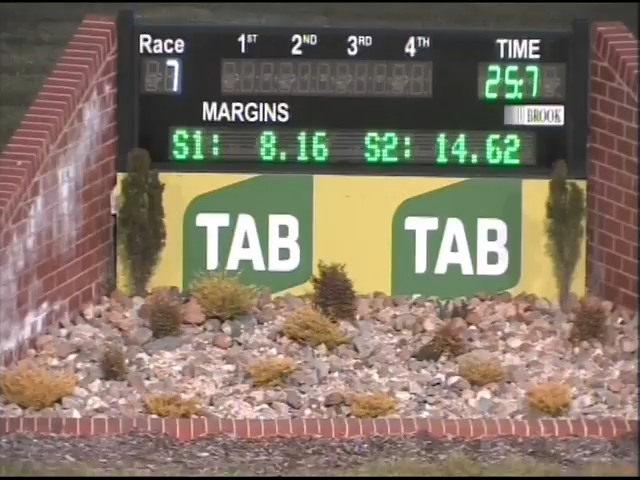 Race 1ST 2ND 3RD 4TH TIME
7 25:7
MARGINS BROOK
S1: 8.16 S2: 14.62
TAB TAB